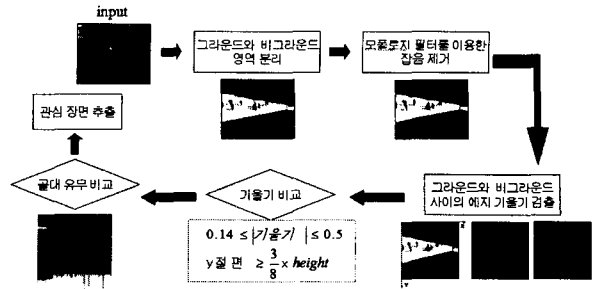 input
그라운드와 비그라운드
영역 분리
모폴로지 필터를 이용한
잡음 제거
그라운드와 비그라운드
사이의 에지 기울기 검출
기울기 비교
0.14 ≤ |기울기| ≤ 0.5
y절편 ≥ 3/8 x height
골대 유무 비교
관심 장면 추출